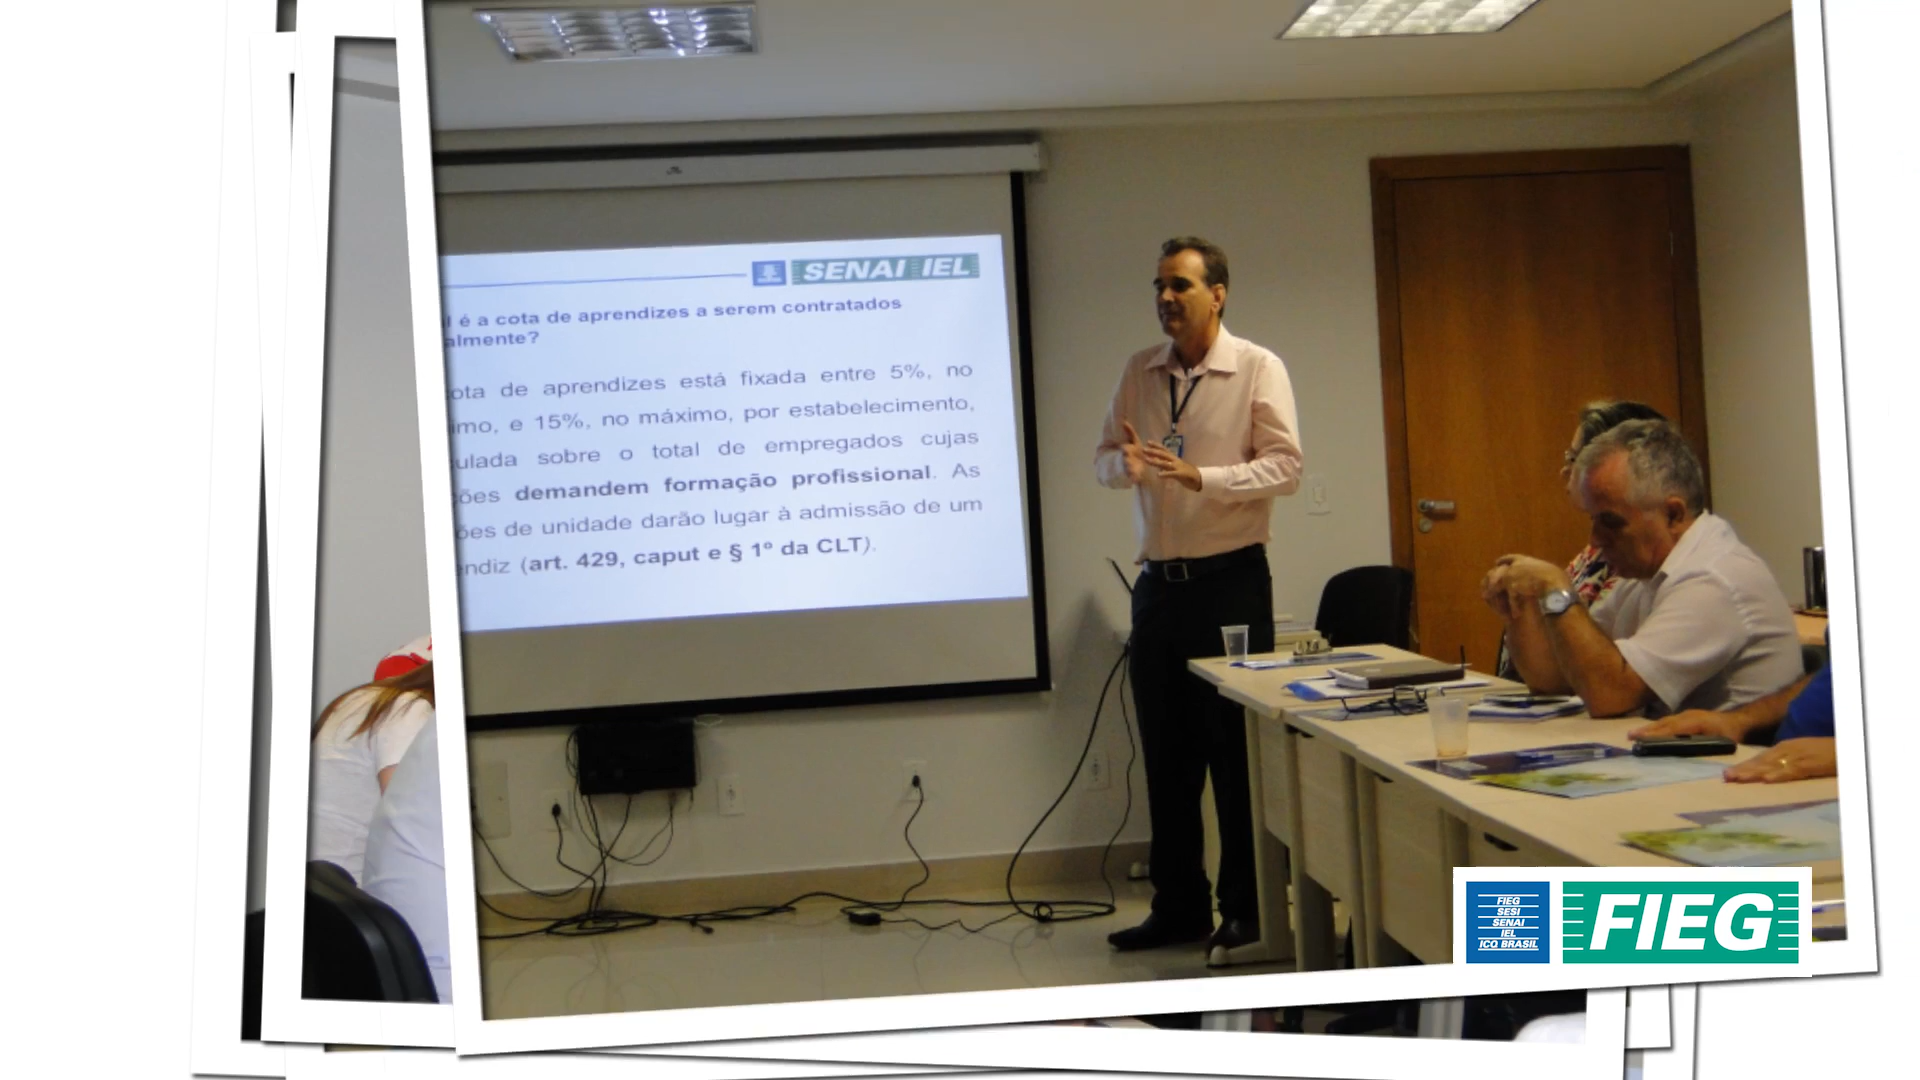 SENAI IEL
é a cota de aprendizes a serem contratados
almente?
ota de aprendizes está fixada entre 5%, no
imo, e 15%, no máximo, por estabelecimento,
ulada sobre o total de empregados cujas
ções demandem formação profissional. As
ões de unidade darão lugar à admissão de um
ndiz (art. 429, caput e § 1º da CLT).
FIEG
SESI
SENAI
IEL
ICQ BRASIL
FIEG